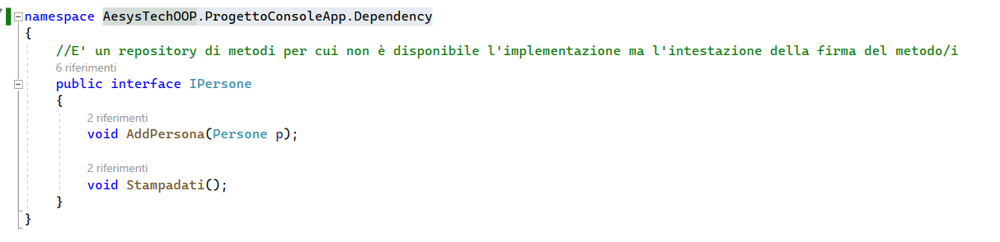 namespace AesysTechOOP.ProgettoConsoleApp.Dependency
{
//E' un repository di metodi per cui non è disponibile l'implementazione ma l'intestazione della firma del metodo/i
6 riferimenti
public interface IPersone
{
2 riferimenti
void AddPersona(Persone p);
2 riferimenti
void Stampadati();
}
}